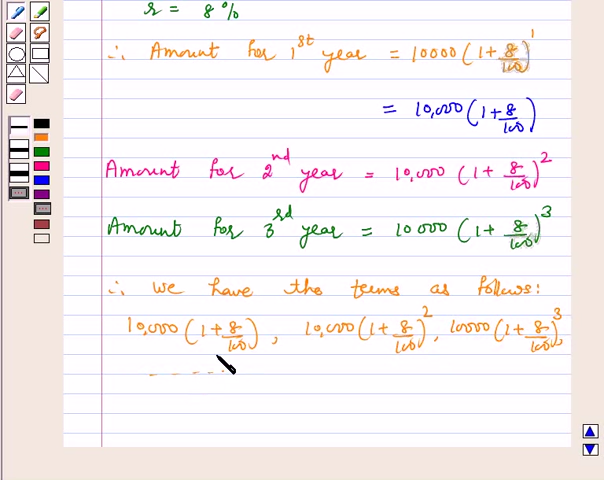 r = 8%
∴ Amount for 1st year = 10000(1+8/100)^1
= 10,000(1+8/100)
Amount for 2nd year = 10,000(1+8/100)^2
Amount for 3rd year = 10000(1+8/100)^3
∴ we have the terms as follows:
10,000(1+8/100), 10,000(1+8/100)^2, 10000(1+8/100)^3,
.......